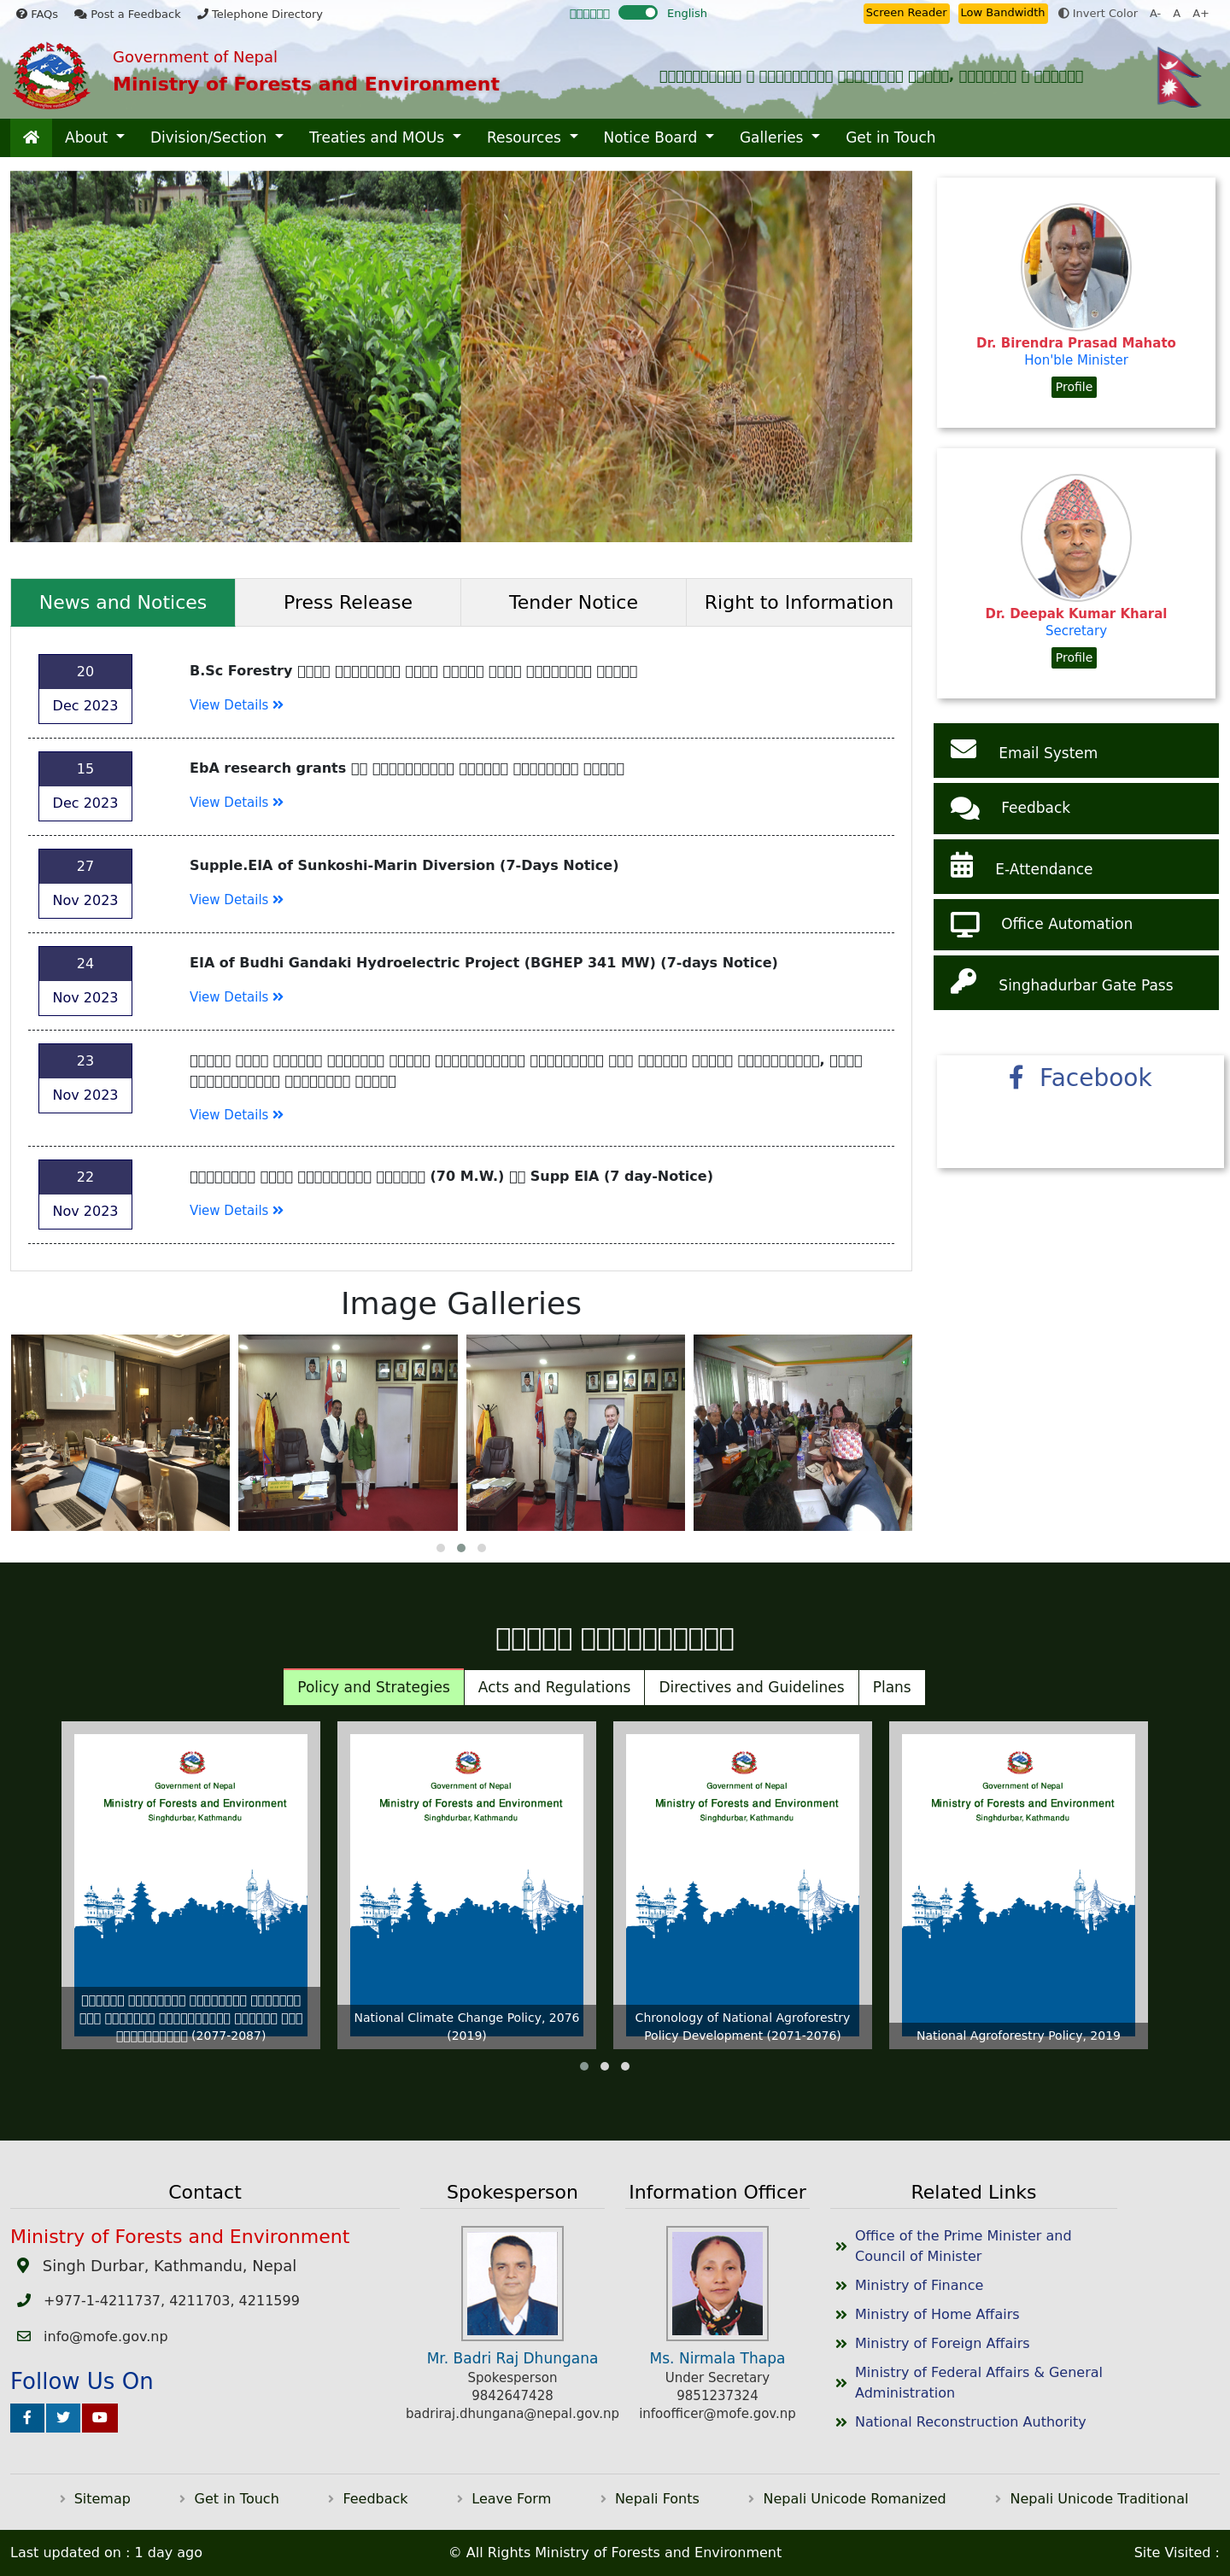 FAQs Post a Feedback Telephone Directory
English
Screen Reader Low Bandwidth Invert Color A- A A+
Government of Nepal
Ministry of Forests and Environment
About Division/Section Treaties and MOUs Resources Notice Board Galleries Get in Touch
Dr. Birendra Prasad Mahato
Hon'ble Minister
Profile
Dr. Deepak Kumar Kharal
Secretary
Profile
Email System
Feedback
E-Attendance
Office Automation
Singhadurbar Gate Pass
Facebook
News and Notices Press Release Tender Notice Right to Information
20
Dec 2023
B.Sc Forestry
View Details
15
Dec 2023
EbA research grants
View Details
27
Nov 2023
Supple.EIA of Sunkoshi-Marin Diversion (7-Days Notice)
View Details
24
Nov 2023
EIA of Budhi Gandaki Hydroelectric Project (BGHEP 341 MW) (7-days Notice)
View Details
23
Nov 2023
View Details
22
Nov 2023
(70 M.W.) Supp EIA (7 day-Notice)
View Details
Image Galleries
Policy and Strategies Acts and Regulations Directives and Guidelines Plans
Government of Nepal
Ministry of Forests and Environment
Singhdurbar, Kathmandu
(2077-2087)
Government of Nepal
Ministry of Forests and Environment
Singhdurbar, Kathmandu
National Climate Change Policy, 2076
(2019)
Government of Nepal
Ministry of Forests and Environment
Singhdurbar, Kathmandu
Chronology of National Agroforestry
Policy Development (2071-2076)
Government of Nepal
Ministry of Forests and Environment
Singhdurbar, Kathmandu
National Agroforestry Policy, 2019
Contact
Ministry of Forests and Environment
Singh Durbar, Kathmandu, Nepal
+977-1-4211737, 4211703, 4211599
info@mofe.gov.np
Follow Us On
Spokesperson
Mr. Badri Raj Dhungana
Spokesperson
9842647428
badriraj.dhungana@nepal.gov.np
Information Officer
Ms. Nirmala Thapa
Under Secretary
9851237324
infoofficer@mofe.gov.np
Related Links
Office of the Prime Minister and
Council of Minister
Ministry of Finance
Ministry of Home Affairs
Ministry of Foreign Affairs
Ministry of Federal Affairs & General
Administration
National Reconstruction Authority
Sitemap Get in Touch Feedback Leave Form Nepali Fonts Nepali Unicode Romanized Nepali Unicode Traditional
Last updated on : 1 day ago © All Rights Ministry of Forests and Environment Site Visited :